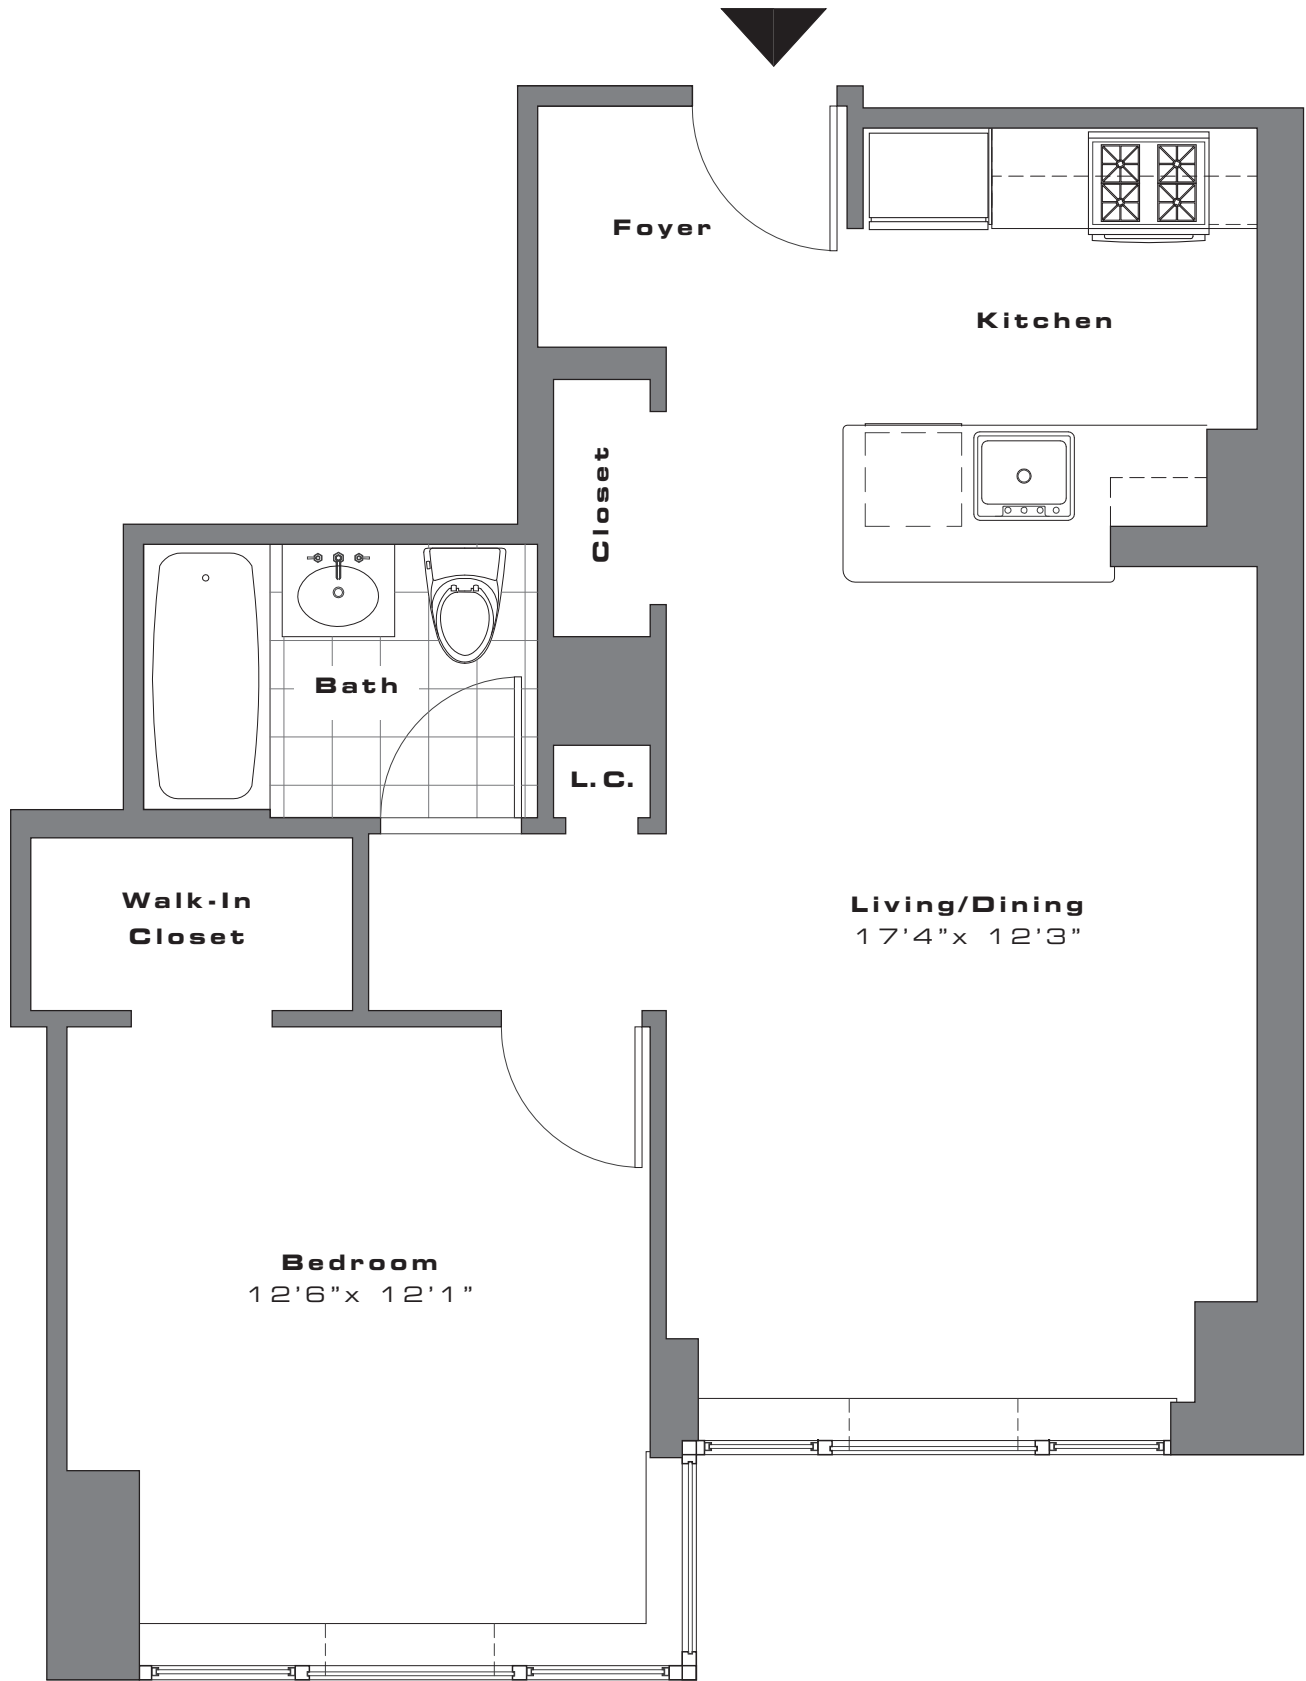 Foyer
Kitchen
Closet
Bath
L.C.
Walk-In
Closet
Living/Dining
17’4”x 12’3”
Bedroom
12’6”x 12’1”